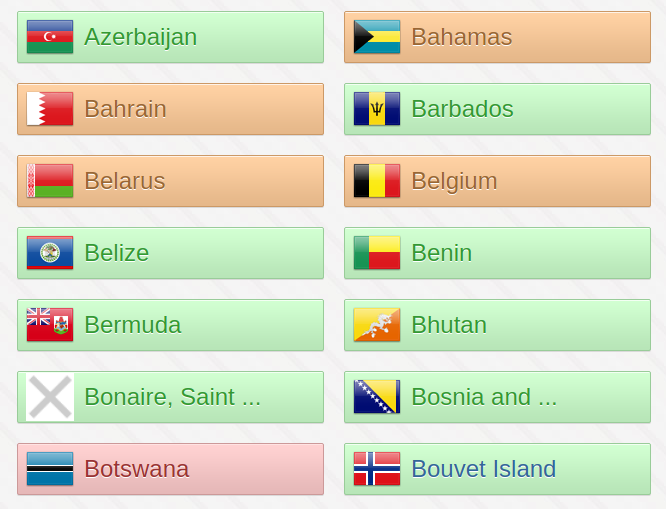 Azerbaijan
Bahamas
Bahrain
Barbados
Belarus
Belgium
Belize
Benin
Bermuda
Bhutan
Bonaire, Saint ...
Bosnia and ...
Botswana
Bouvet Island